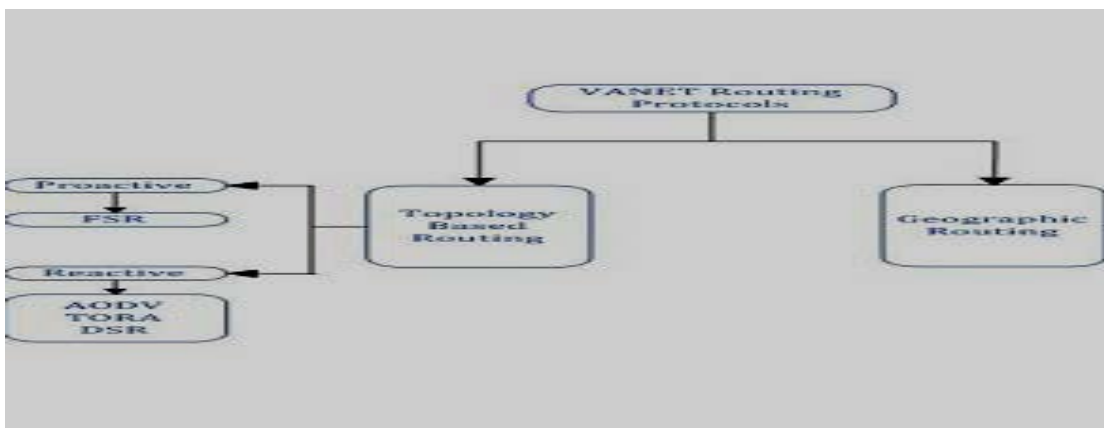 VANET Routing
Protocols
Topology
Based
Routing
Geographic
Routing
Proactive
FSR
Reactive
AODV
TORA
DSR